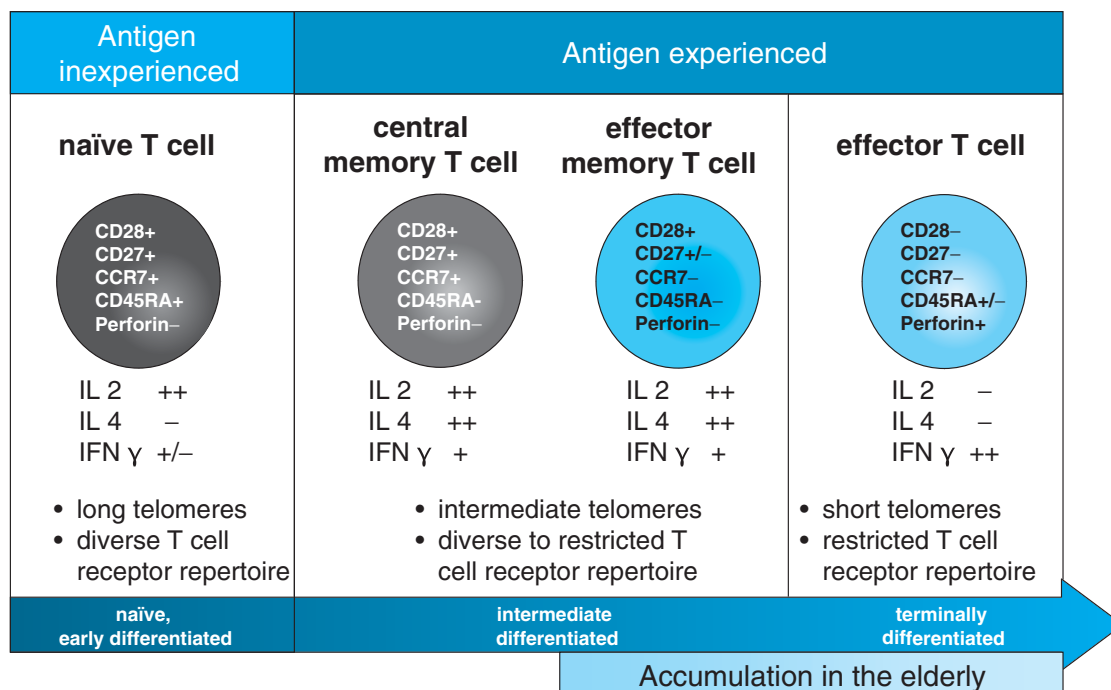 Antigen
inexperienced
Antigen experienced
naïve T cell
CD28+
CD27+
CCR7+
CD45RA+
Perforin–
IL 2 ++
IL 4 –
IFN γ +/–
• long telomeres
• diverse T cell
receptor repertoire
central
memory T cell
CD28+
CD27+
CCR7+
CD45RA-
Perforin–
IL 2 ++
IL 4 ++
IFN γ +
effector
memory T cell
CD28+
CD27+/–
CCR7–
CD45RA–
Perforin–
IL 2 ++
IL 4 ++
IFN γ +
• intermediate telomeres
• diverse to restricted T
cell receptor repertoire
effector T cell
CD28–
CD27–
CCR7–
CD45RA+/–
Perforin+
IL 2 –
IL 4 –
IFN γ ++
• short telomeres
• restricted T cell
receptor repertoire
naïve,
early differentiated
intermediate
differentiated
terminally
differentiated
Accumulation in the elderly